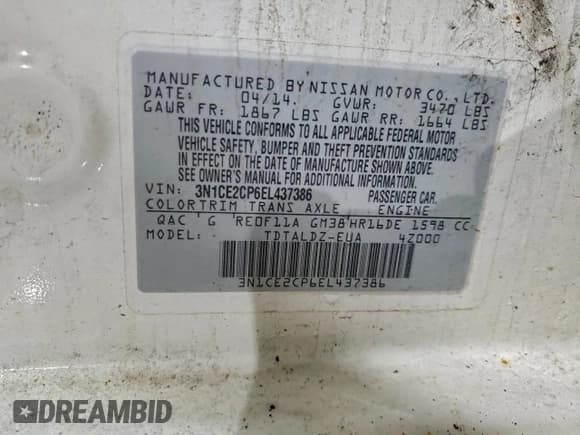 MANUFACTURED BY NISSAN MOTOR CO., LTD.
DATE: 04/14 GVWR: 3470 LBS
GAWR FR: 1867 LBS GAWR RR: 1664 LBS
THIS VEHICLE CONFORMS TO ALL APPLICABLE FEDERAL MOTOR
VEHICLE SAFETY, BUMPER AND THEFT PREVENTION STANDARDS
IN EFFECT ON THE DATE OF MANUFACTURE SHOWN ABOVE.
SEE OWNER'S MANUAL FOR ADDITIONAL INFORMATION.
VIN: 3N1CE2CP6EL437386 PASSENGER CAR.
COLOR TRIM TRANS AXLE ENGINE
QAC G RE0F11A GM38 HR16DE 1598 CC
MODEL: TDTALDZ-EUA 4Z000
3N1CE2CP6EL437386
DREAMBID